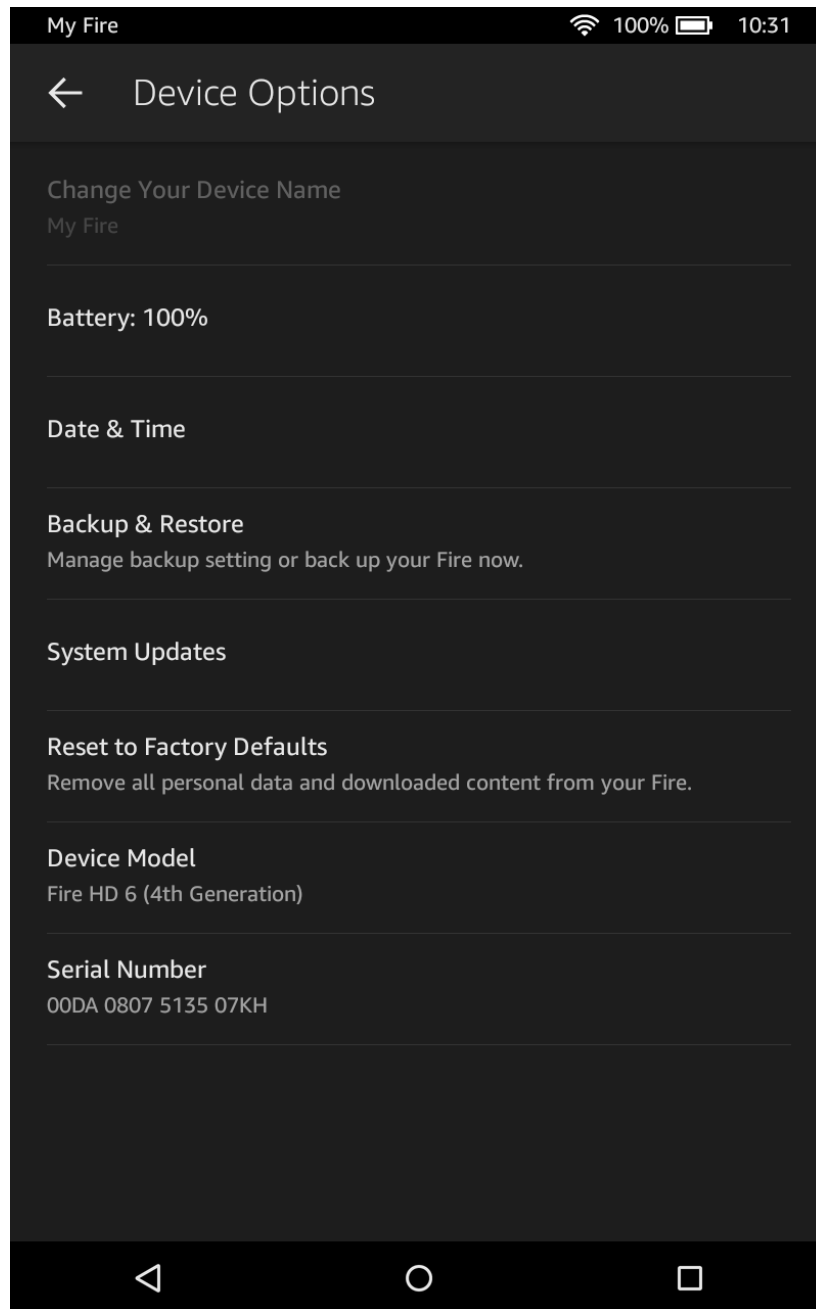 My Fire 100% 10:31
Device Options
Change Your Device Name
My Fire
Battery: 100%
Date & Time
Backup & Restore
Manage backup setting or back up your Fire now.
System Updates
Reset to Factory Defaults
Remove all personal data and downloaded content from your Fire.
Device Model
Fire HD 6 (4th Generation)
Serial Number
00DA 0807 5135 07KH